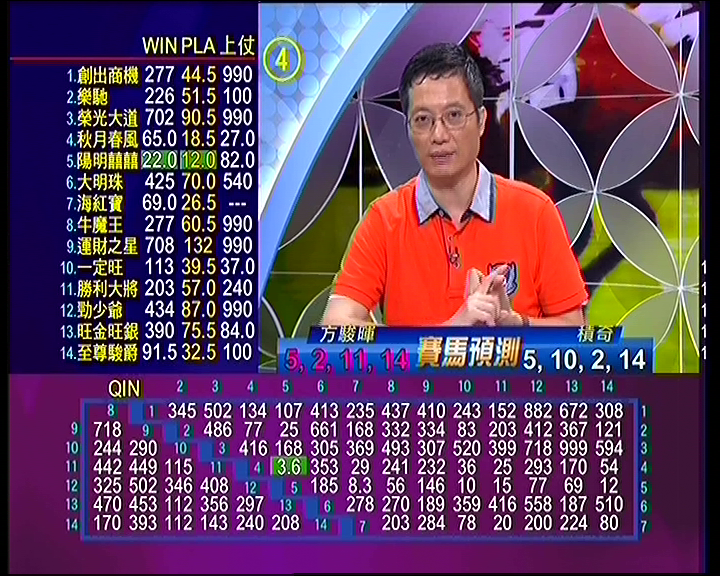 WIN PLA 上仗
④
1.創出商機 277 44.5 990
2.樂馳 226 51.5 100
3.榮光大道 702 90.5 990
4.秋月春風 65.0 18.5 27.0
5.陽明囍囍 22.0 12.0 82.0
6.大明珠 425 70.0 540
7.海紅寶 69.0 26.5 ---
8.牛魔王 277 60.5 990
9.運財之星 708 132 990
10.一定旺 113 39.5 37.0
11.勝利大將 203 57.0 240
12.勁少爺 434 87.0 990
13.旺金旺銀 390 75.5 84.0
14.至尊駿爵 91.5 32.5 100
方駿暉 賽馬預測 積奇
5, 2, 11, 14 5, 10, 2, 14
QIN 2 3 4 5 6 7 8 9 10 11 12 13 14
8 1 345 502 134 107 413 235 437 410 243 152 882 672 308 1
9 718 9 2 486 77 25 661 168 332 334 83 203 412 367 121 2
10 244 290 10 3 416 168 305 369 493 307 520 399 718 999 594 3
11 442 449 115 11 4 3.6 353 29 241 232 36 25 293 170 54 4
12 325 502 346 408 12 5 185 8.3 56 146 10 15 77 69 12 5
13 470 453 112 356 297 13 6 278 270 189 359 416 558 187 510 6
14 170 393 112 143 240 208 14 7 203 284 78 20 200 224 80 7